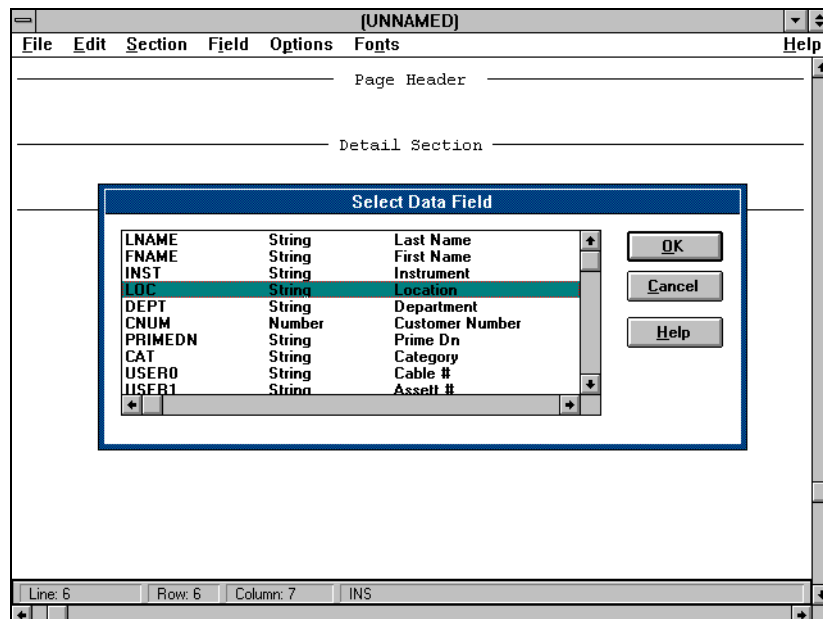 (UNNAMED)
File Edit Section Field Options Fonts Help
Page Header
Detail Section
Select Data Field
LNAME String Last Name
FNAME String First Name
INST String Instrument
LOC String Location
DEPT String Department
CNUM Number Customer Number
PRIMEDN String Prime Dn
CAT String Category
USER0 String Cable #
USER1 String Assett #
OK
Cancel
Help
Line: 6 Row: 6 Column: 7 INS